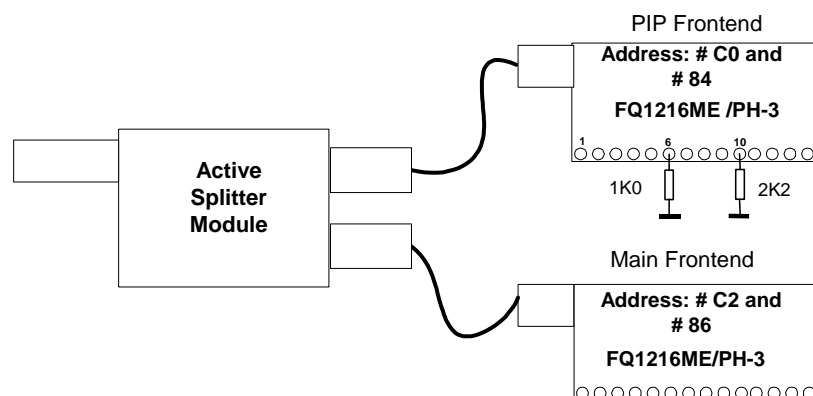 PIP Frontend
Address: # C0 and
# 84
FQ1216ME /PH-3
1
6
10
1K0
2K2
Active
Splitter
Module
Main Frontend
Address: # C2 and
# 86
FQ1216ME/PH-3